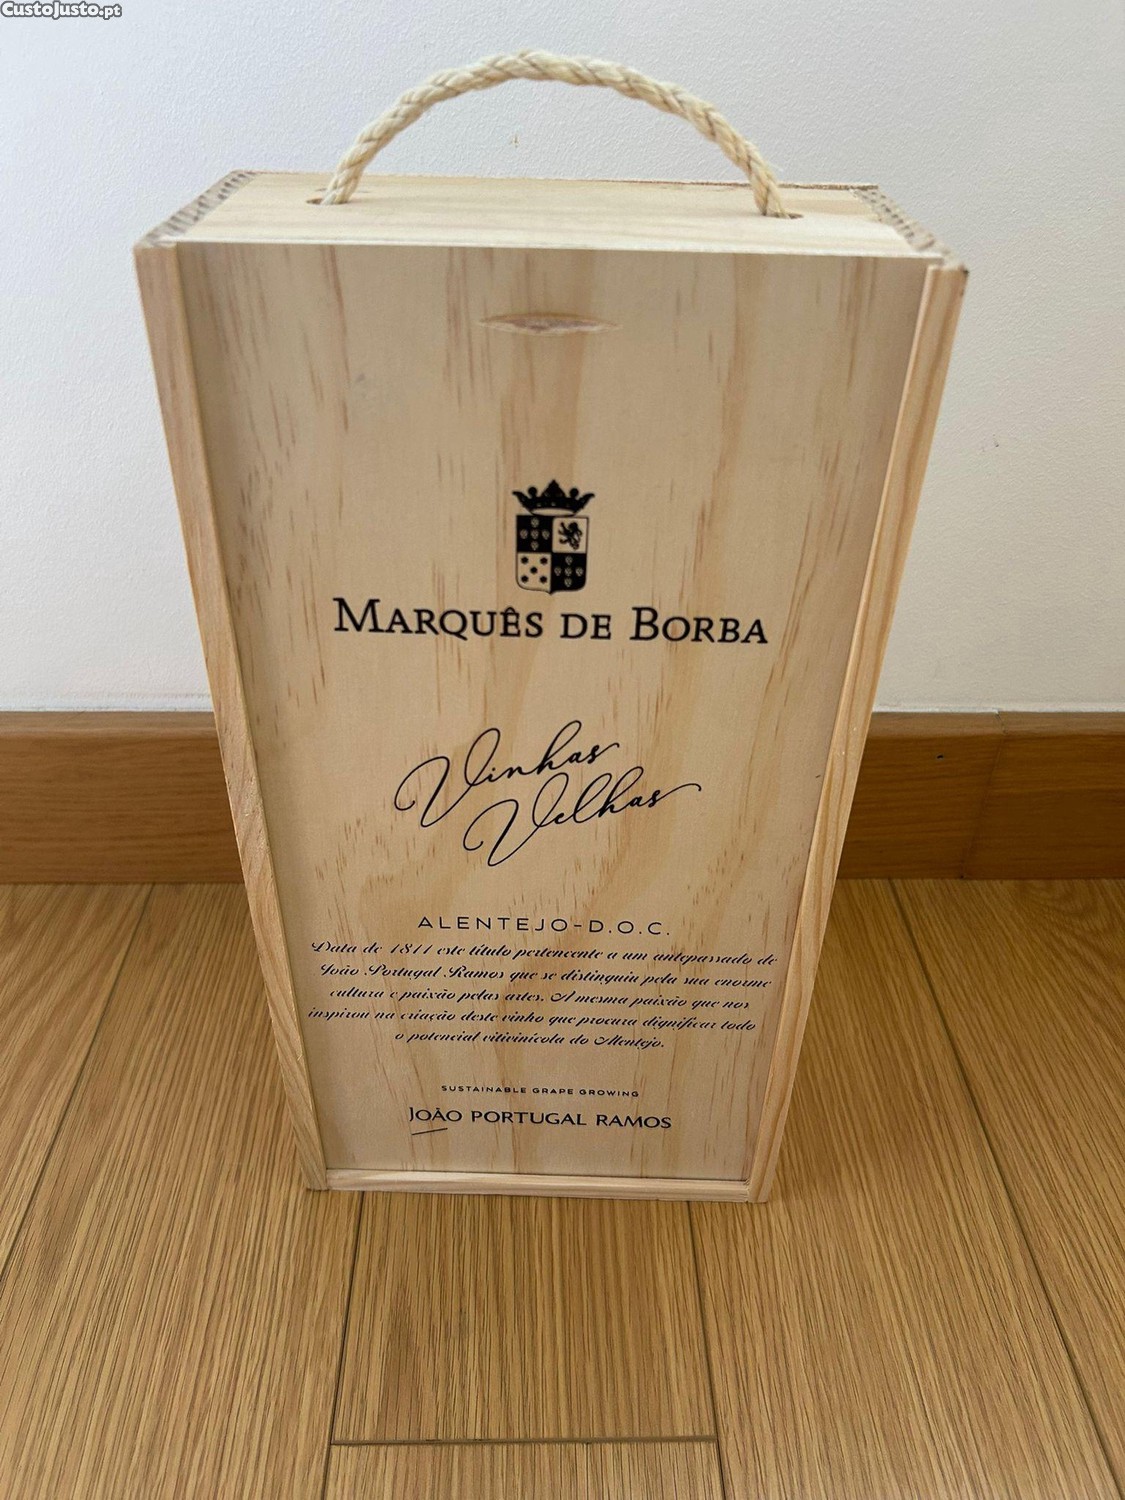 CustoJusto.pt
MARQUÊS DE BORBA
Vinhas
Velhas
ALENTEJO-D.O.C.
Data de 1811 este título pertencente a um antepassado de
João Portugal Ramos que se distinguiu pela sua enorme
cultura e paixão pelas artes. A mesma paixão que nos
inspirou na criação deste vinho que procura dignificar todo
o potencial vitivinícola do Alentejo.
SUSTAINABLE GRAPE GROWING
JOÃO PORTUGAL RAMOS